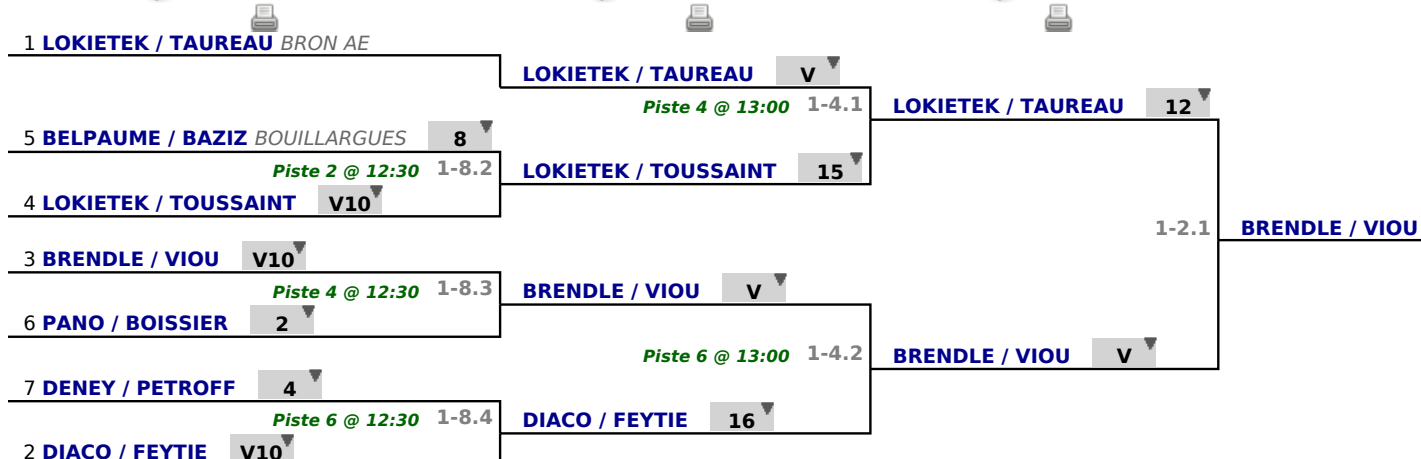 1 LOKIETEK / TAUREAU BRON AE
LOKIETEK / TAUREAU V
Piste 4 @ 13:00 1-4.1
LOKIETEK / TAUREAU 12
5 BELPAUME / BAZIZ BOUILLARGUES 8
Piste 2 @ 12:30 1-8.2
LOKIETEK / TOUSSAINT 15
4 LOKIETEK / TOUSSAINT V10
1-2.1
BRENDLE / VIOU
3 BRENDLE / VIOU V10
Piste 4 @ 12:30 1-8.3
BRENDLE / VIOU V
6 PANO / BOISSIER 2
Piste 6 @ 13:00 1-4.2
BRENDLE / VIOU V
7 DENEY / PETROFF 4
Piste 6 @ 12:30 1-8.4
DIACO / FEYTIE 16
2 DIACO / FEYTIE V10